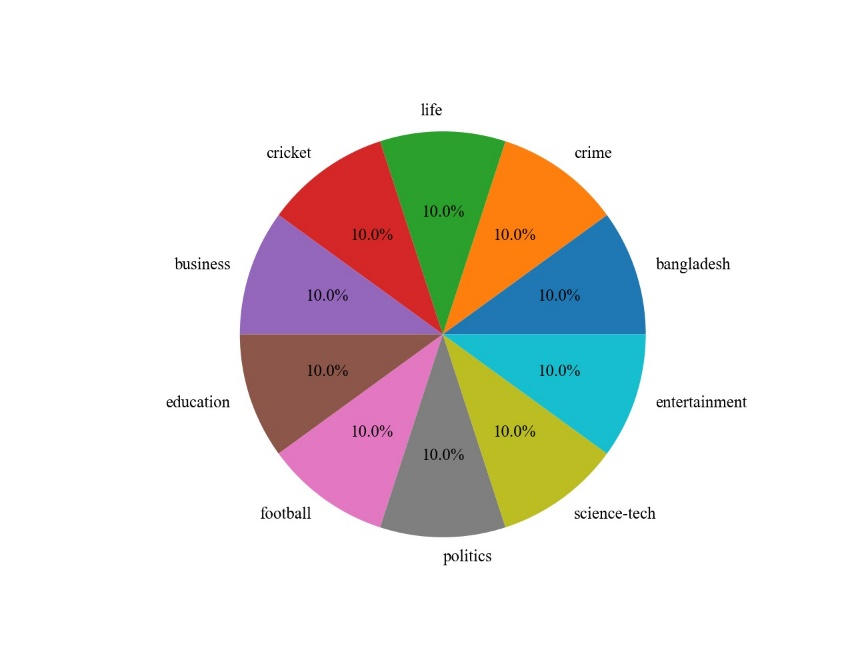 life
cricket
crime
10.0%
10.0%
10.0%
business
bangladesh
10.0%
10.0%
10.0%
10.0%
education
entertainment
10.0%
10.0%
10.0%
football
science-tech
politics